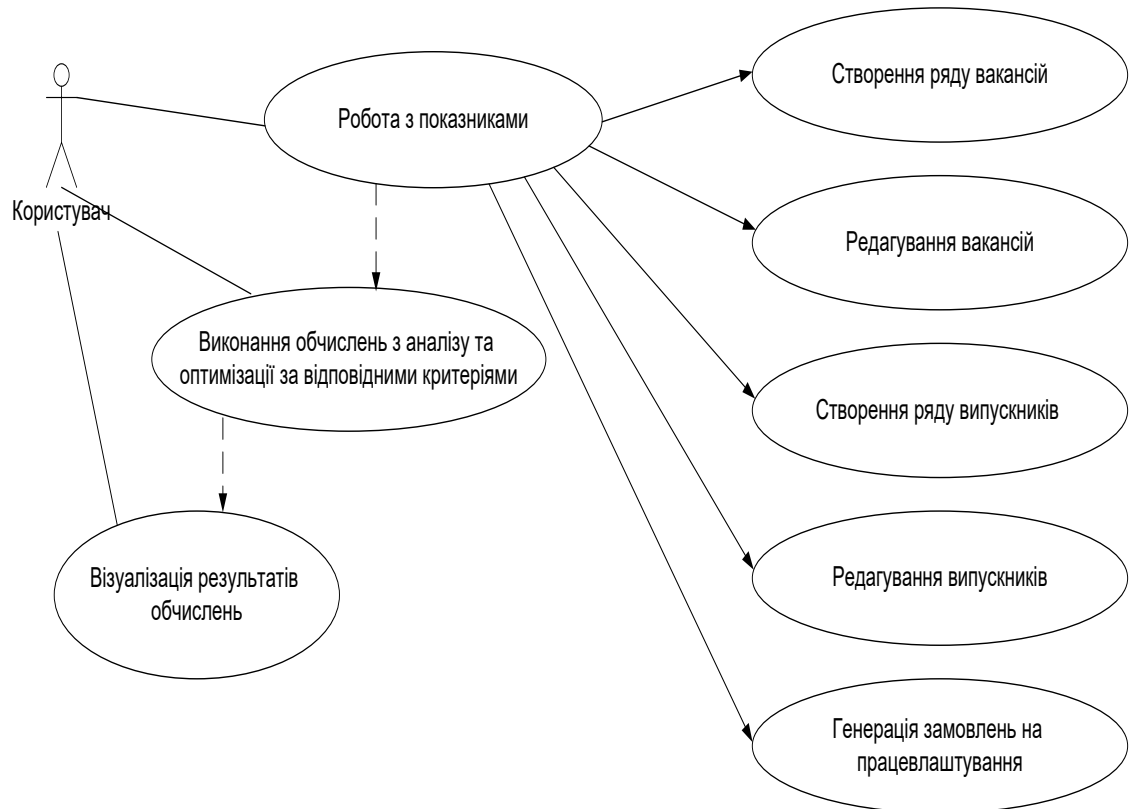 Створення ряду вакансій
Робота з показниками
Користувач
Редагування вакансій
Виконання обчислень з аналізу та
оптимізації за відповідними критеріями
Створення ряду випускників
Візуалізація результатів
обчислень
Редагування випускників
Генерація замовлень на
працевлаштування